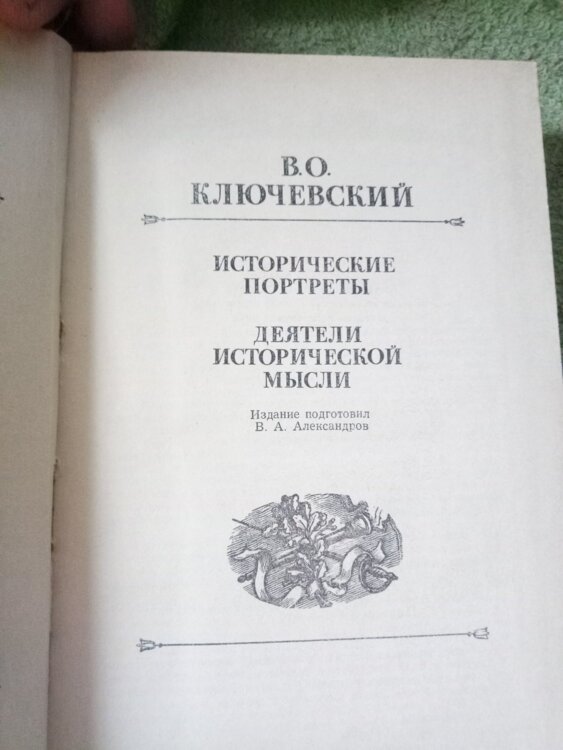 В.О.
КЛЮЧЕВСКИЙ
ИСТОРИЧЕСКИЕ
ПОРТРЕТЫ
ДЕЯТЕЛИ
ИСТОРИЧЕСКОЙ
МЫСЛИ
Издание подготовил
В. А. Александров